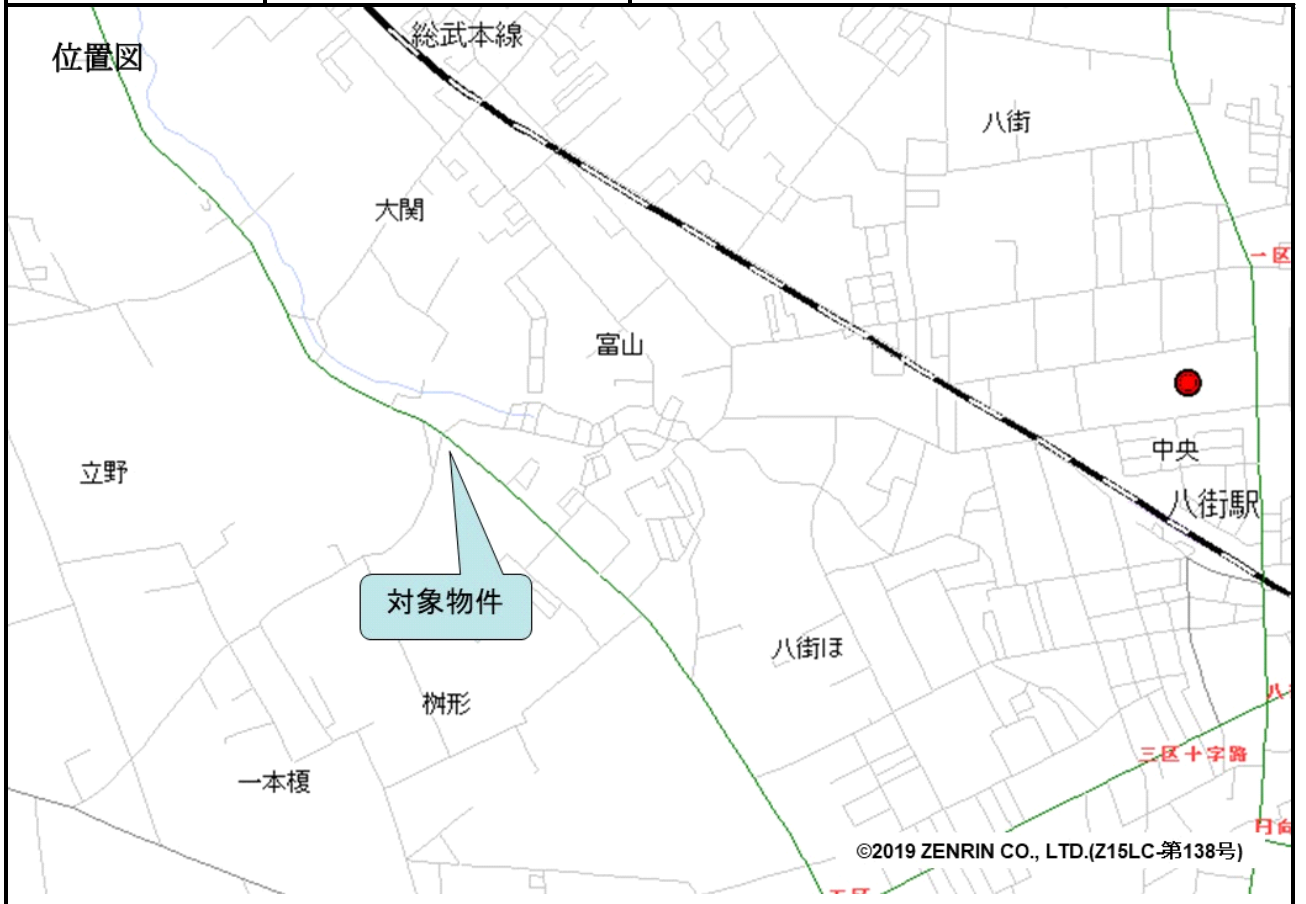 位置図
総武本線
八街
大関
一区
富山
中央
立野
八街駅
対象物件
八街ほ
桝形
三区十字路
一本榎
©2019 ZENRIN CO., LTD.(Z15LC-第138号)